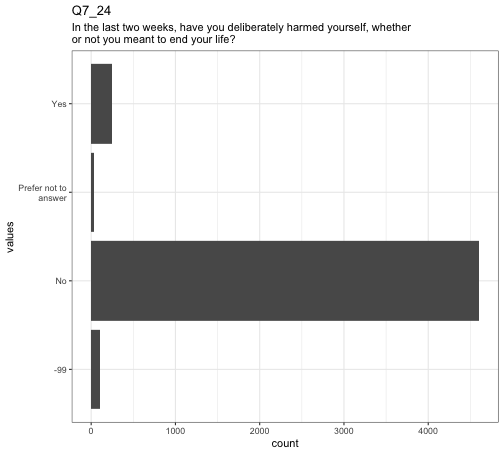 Q7_24
In the last two weeks, have you deliberately harmed yourself, whether
or not you meant to end your life?
Yes
Prefer not to
answer
No
-99
values
0
1000
2000
3000
4000
count